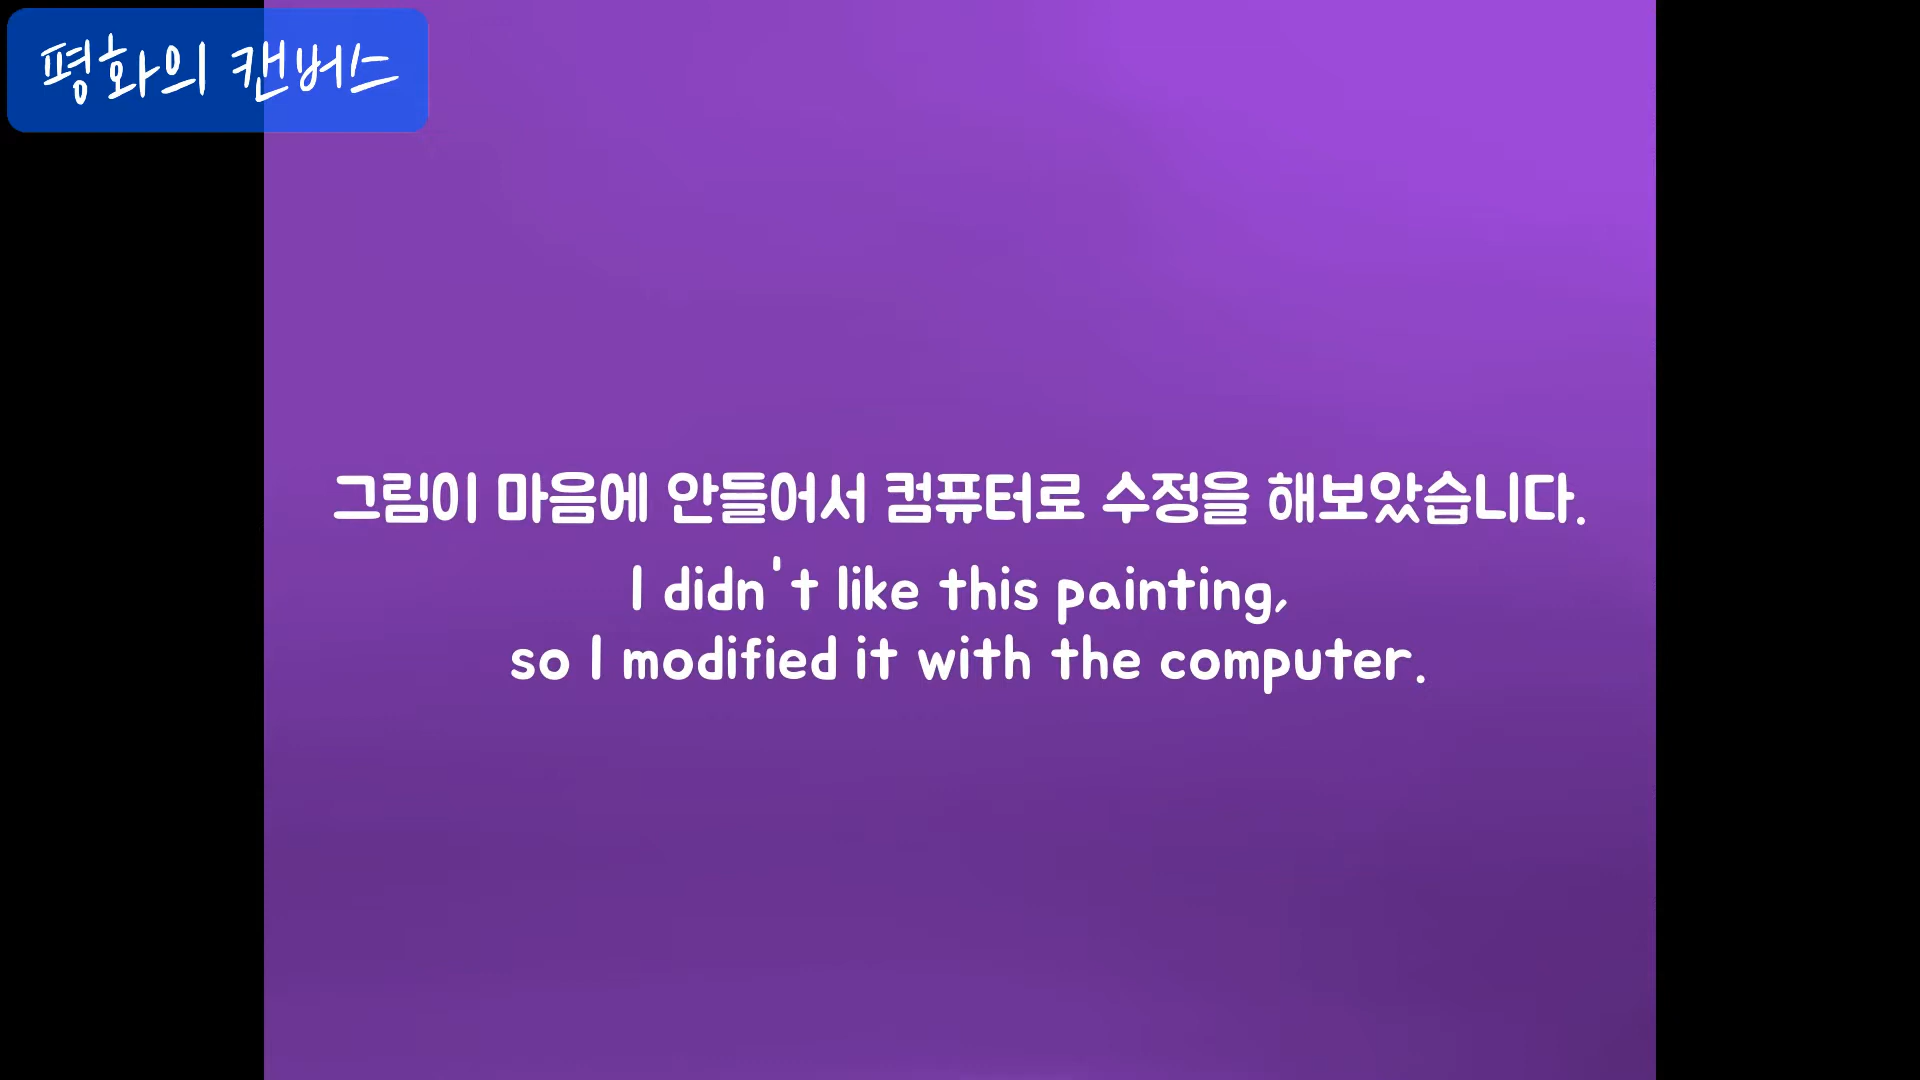 평화의 캔버스
그림이 마음에 안들어서 컴퓨터로 수정을 해보았습니다.
I didn't like this painting,
so I modified it with the computer.